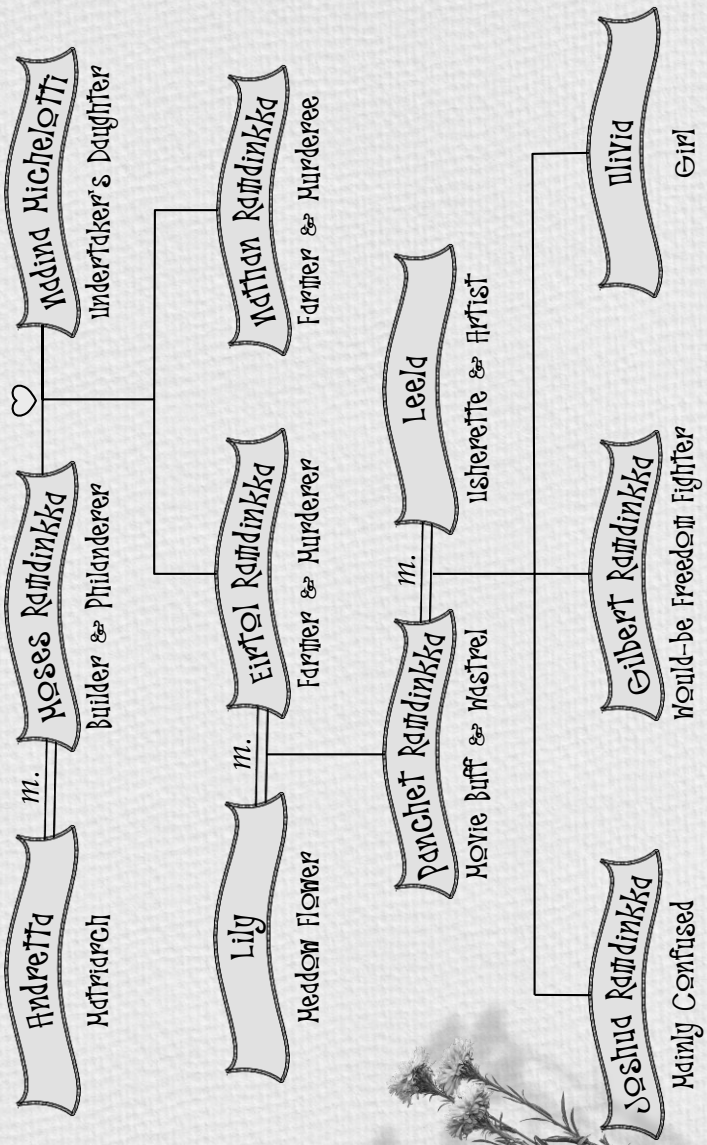 Andretta
Matriarch
m.
Moses Ramdinkka
Builder & Philanderer
Nadina Michelotti
Undertaker's Daughter
Lily
Meadow Flower
m.
Eirtol Ramdinkka
Farmer & Murderer
Nathan Ramdinkka
Farmer & Murderee
Panchet Ramdinkka
Movie Buff & Wastrel
m.
Leela
Usherette & Artist
Joshua Ramdinkka
Mainly Confused
Gilbert Ramdinkka
Would-be Freedom Fighter
Olivia
Girl